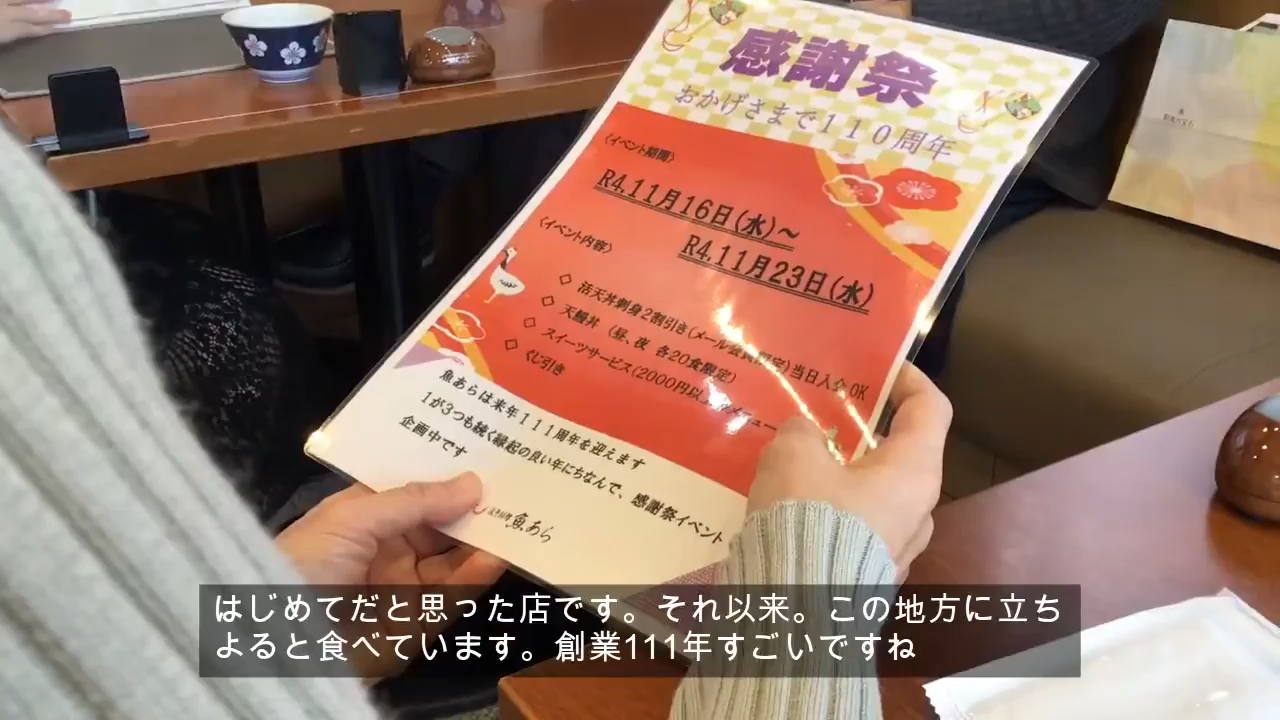 感謝祭
おかげさまで110周年
〈イベント期間〉
R4.11月16日(水)～
R4.11月23日(水)
〈イベント内容〉
◇ 活天丼刺身2割引き(メール会員限定)当日入会OK
◇ 天鰻丼 (昼、夜 各20食限定)
◇ スイーツサービス(2000円以
メニュー
◇ くじ引き
魚あらは来年111周年を迎えます
1が3つも続く縁起の良い年にちなんで、感謝祭イベント
企画中です
魚あら
はじめてだと思った店です。それ以来。この地方に立ち
よると食べています。創業111年すごいですね